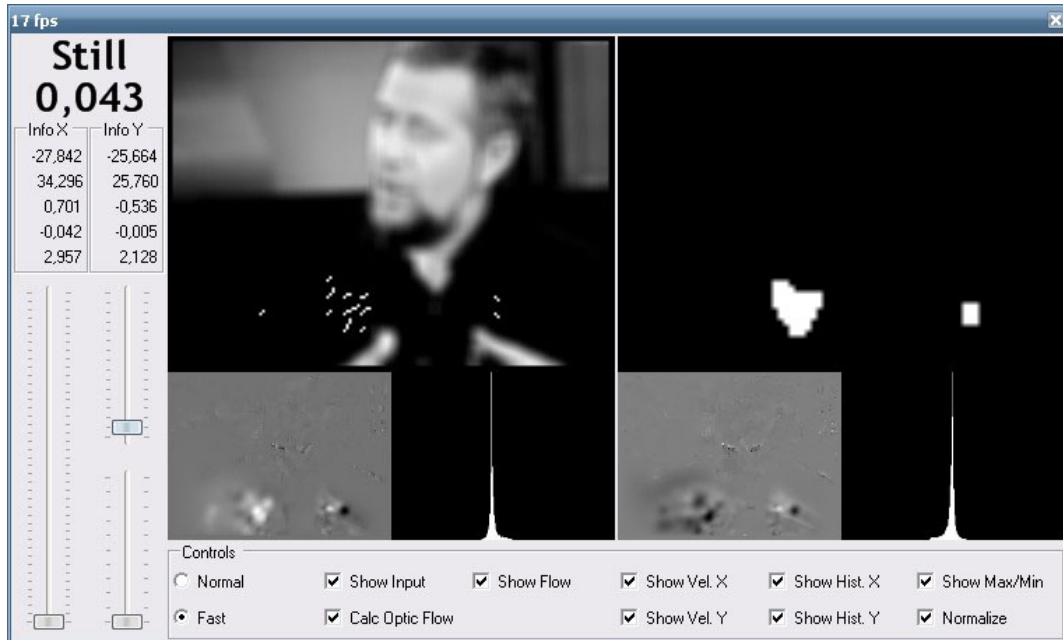 17 fps
Still
0,043
Info X Info Y
-27,842 -25,664
34,296 25,760
0,701 -0,536
-0,042 -0,005
2,957 2,128
Controls
Normal Show Input Show Flow Show Vel. X Show Hist. X Show Max/Min
Fast Calc Optic Flow Show Vel. Y Show Hist. Y Normalize